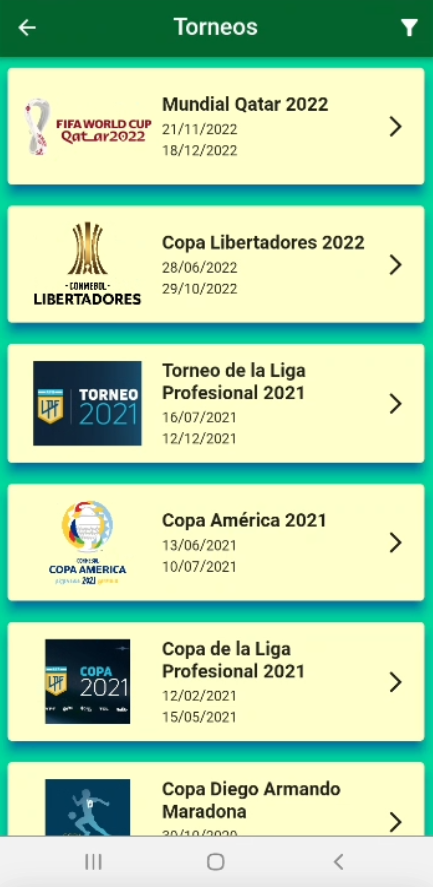 Torneos
FIFA WORLD CUP
Qatar2022
Mundial Qatar 2022
21/11/2022
18/12/2022
-CONMEBOL-
LIBERTADORES
Copa Libertadores 2022
28/06/2022
29/10/2022
LPF
TORNEO
2021
Torneo de la Liga
Profesional 2021
16/07/2021
12/12/2021
CONMEBOL
COPA AMERICA
2021
Copa América 2021
13/06/2021
10/07/2021
LPF
COPA
2021
Copa de la Liga
Profesional 2021
12/02/2021
15/05/2021
Copa Diego Armando
Maradona
30/10/2020